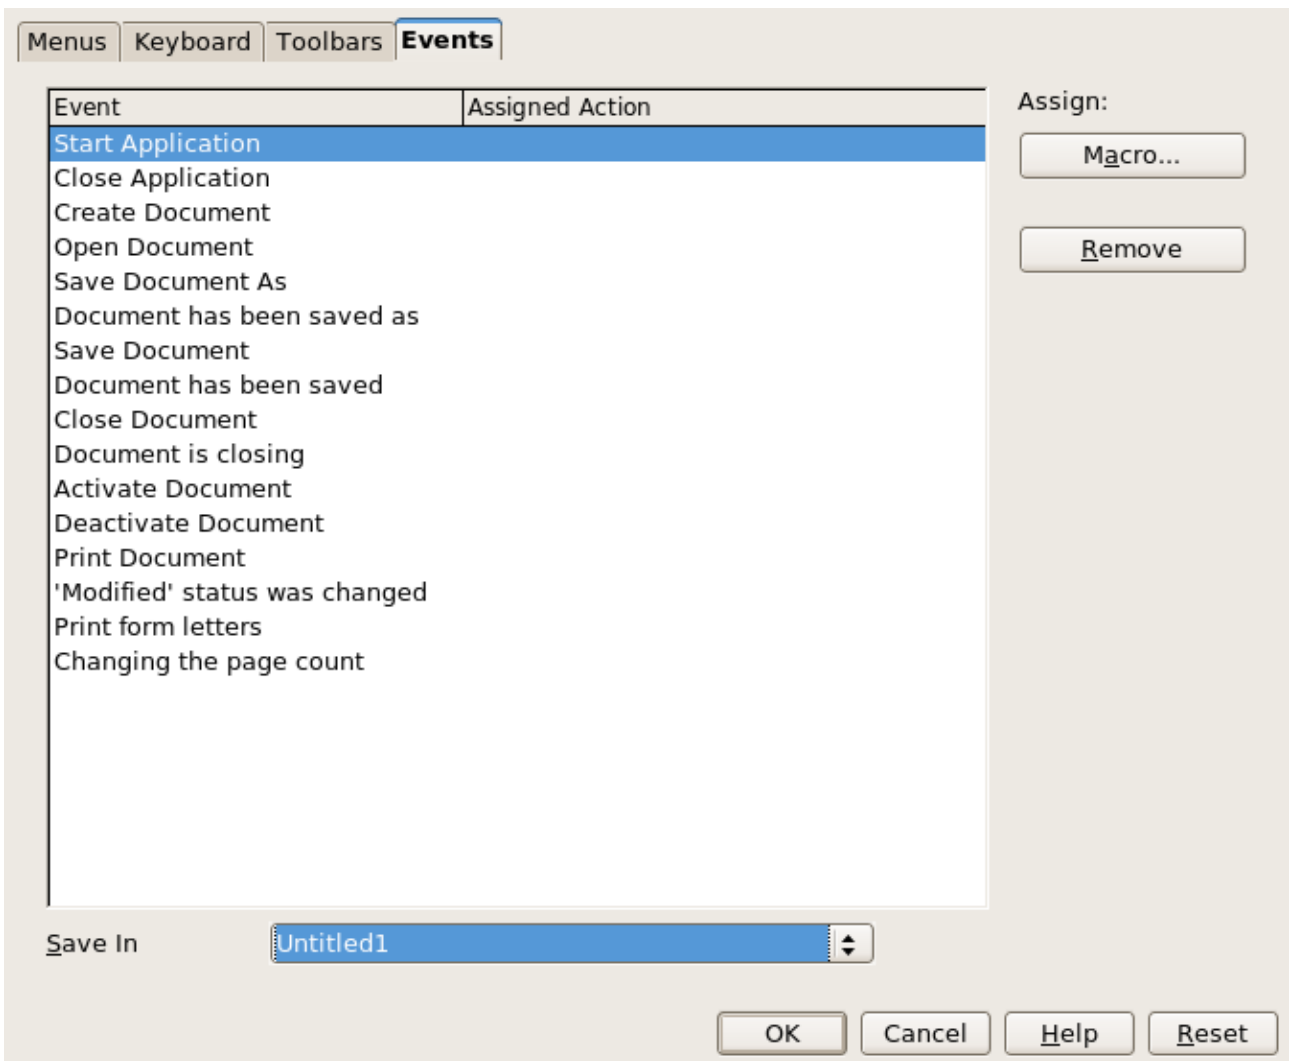 Menus Keyboard Toolbars Events
Event Assigned Action
Assign:
Start Application
Macro...
Close Application
Create Document
Open Document
Remove
Save Document As
Document has been saved as
Save Document
Document has been saved
Close Document
Document is closing
Activate Document
Deactivate Document
Print Document
'Modified' status was changed
Print form letters
Changing the page count
Save In Untitled1
OK Cancel Help Reset